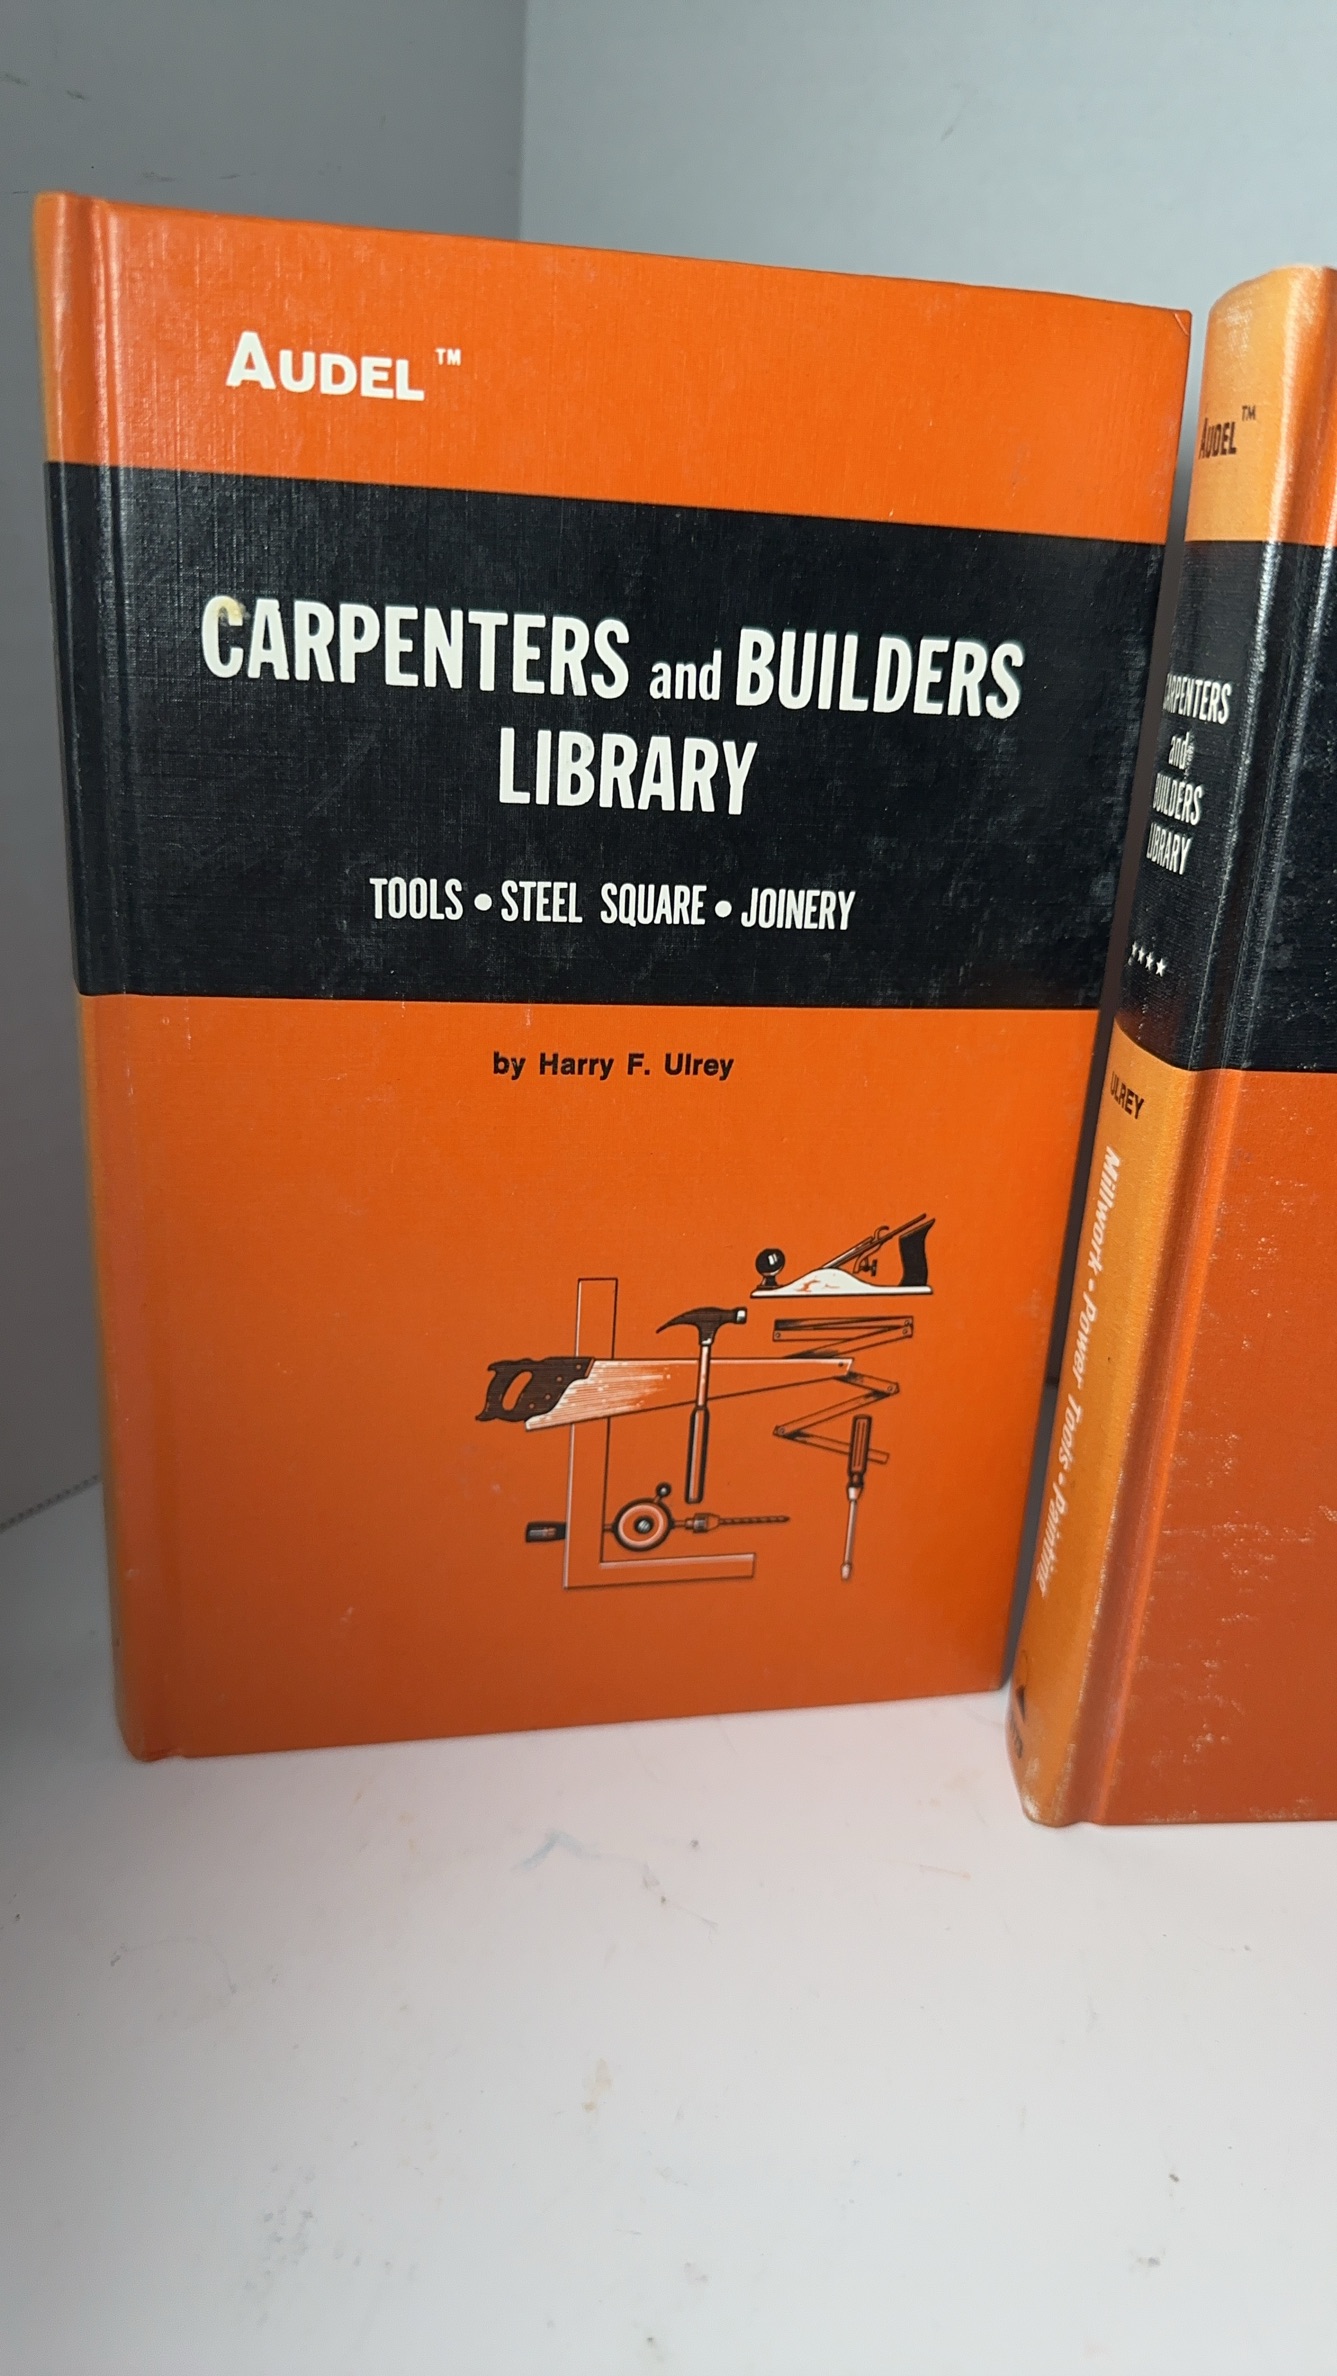 AUDEL™
CARPENTERS and BUILDERS
LIBRARY
TOOLS • STEEL SQUARE • JOINERY
by Harry F. Ulrey
AUDEL™
CARPENTERS
and
BUILDERS
LIBRARY
★★★★
ULREY
Millwork • Power Tools • Painting